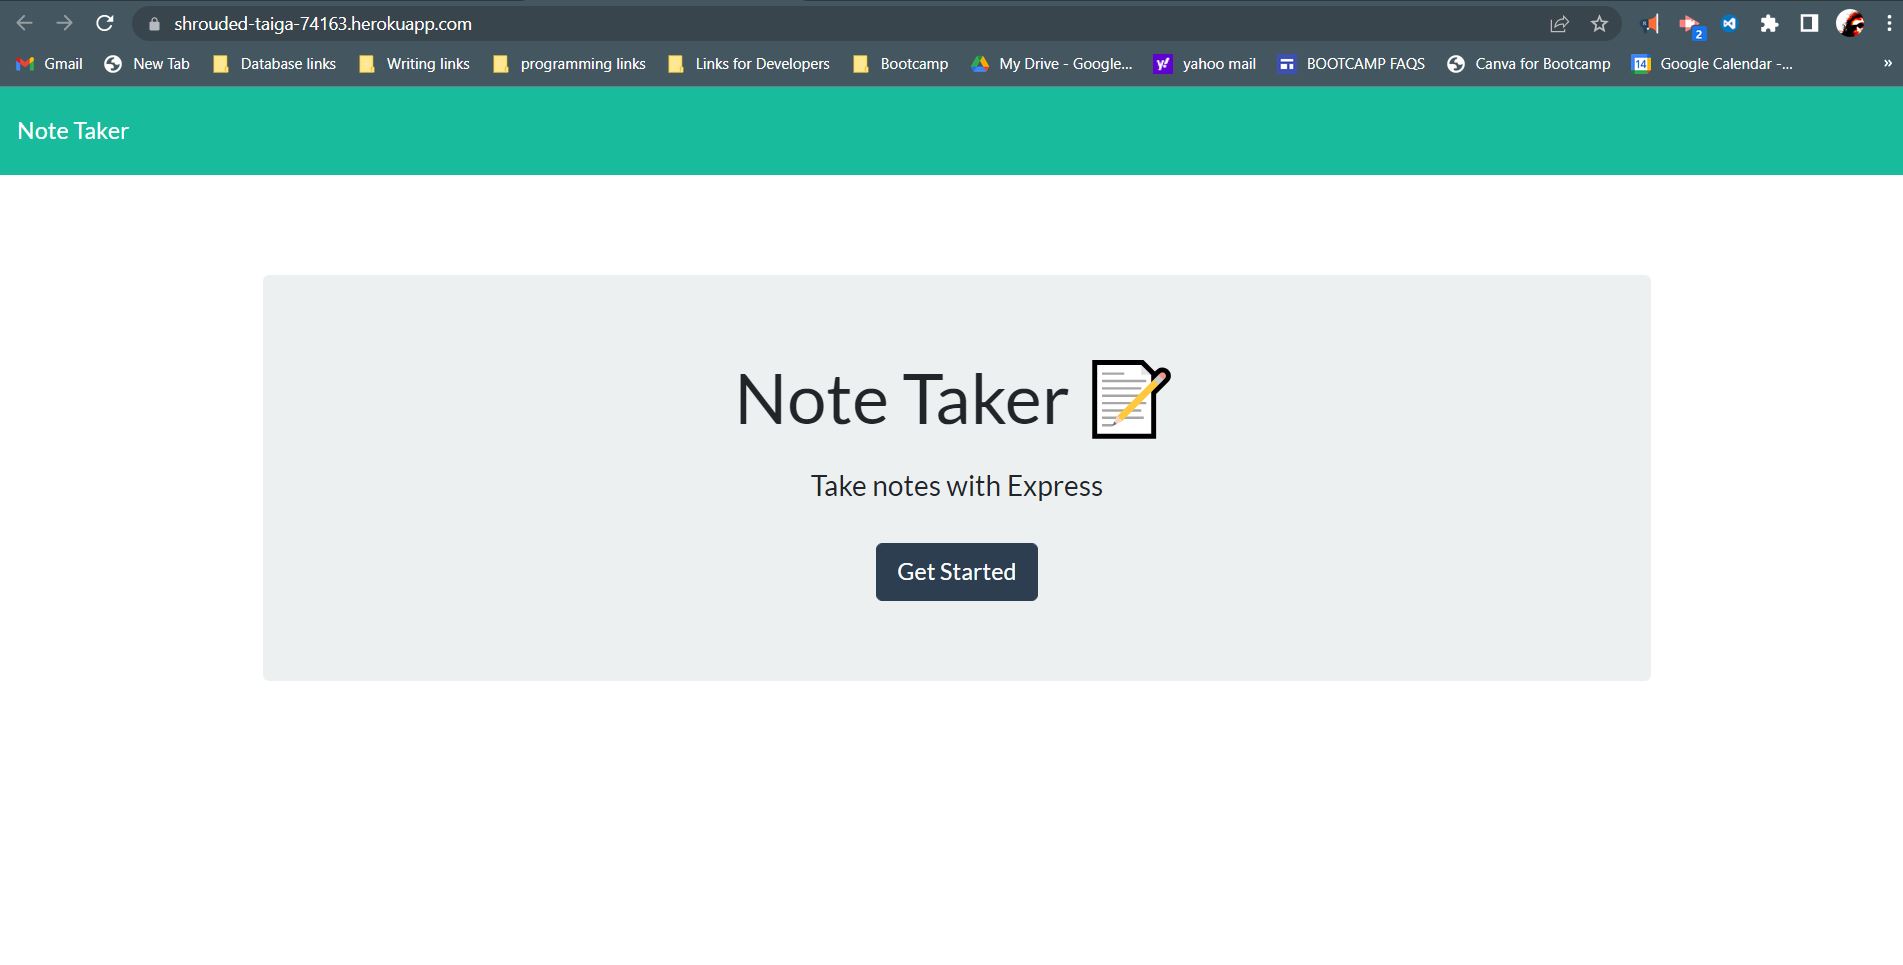 shrouded-taiga-74163.herokuapp.com
2
Gmail New Tab Database links Writing links programming links Links for Developers Bootcamp My Drive - Google... y! yahoo mail BOOTCAMP FAQS Canva for Bootcamp 14 Google Calendar -... »
Note Taker
Note Taker
Take notes with Express
Get Started